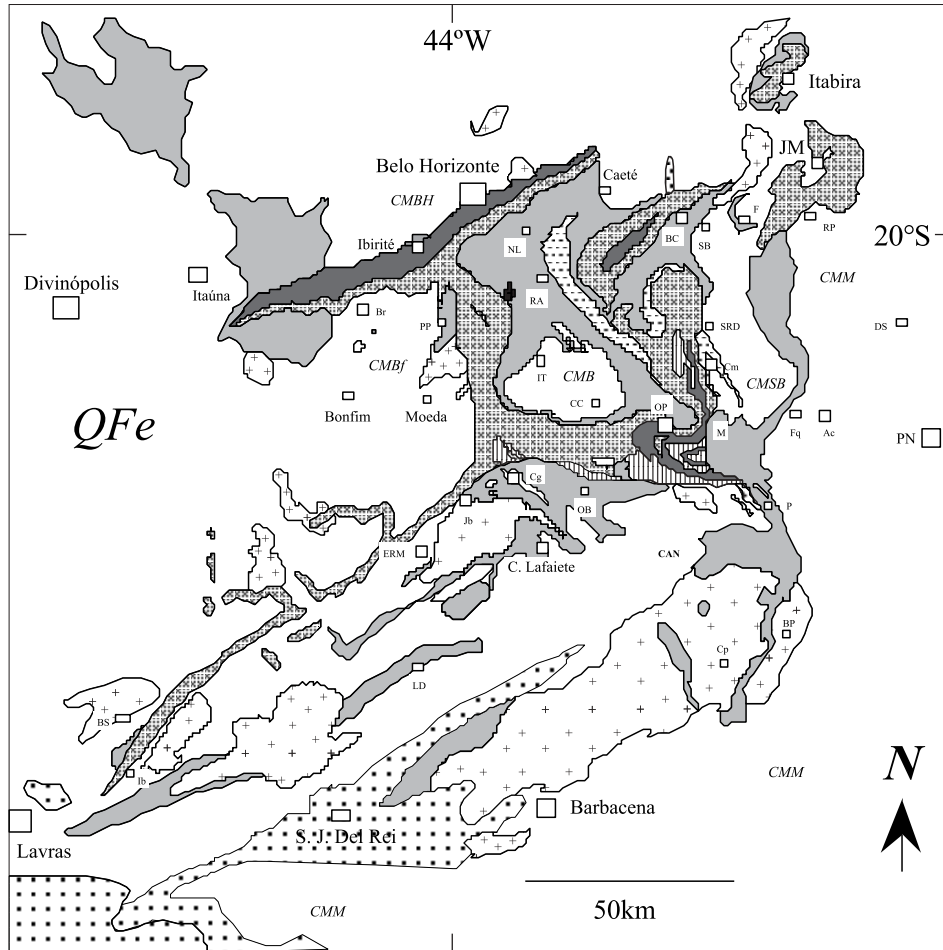 44ºW
Itabira
JM
Belo Horizonte
Caeté
CMBH
F
RP
Ibirité
NL
BC
SB
20ºS
CMM
Divinópolis
Itaúna
RA
Br
PP
SRD
DS
CMBf
IT
CMB
Cm
CMSB
Bonfim
Moeda
CC
OP
QFe
M
Fq
Ac
PN
Cg
OB
P
Jb
ERM
C. Lafaiete
CAN
BP
Cp
LD
BS
Ib
CMM
N
Barbacena
S. J. Del Rei
Lavras
CMM
50km